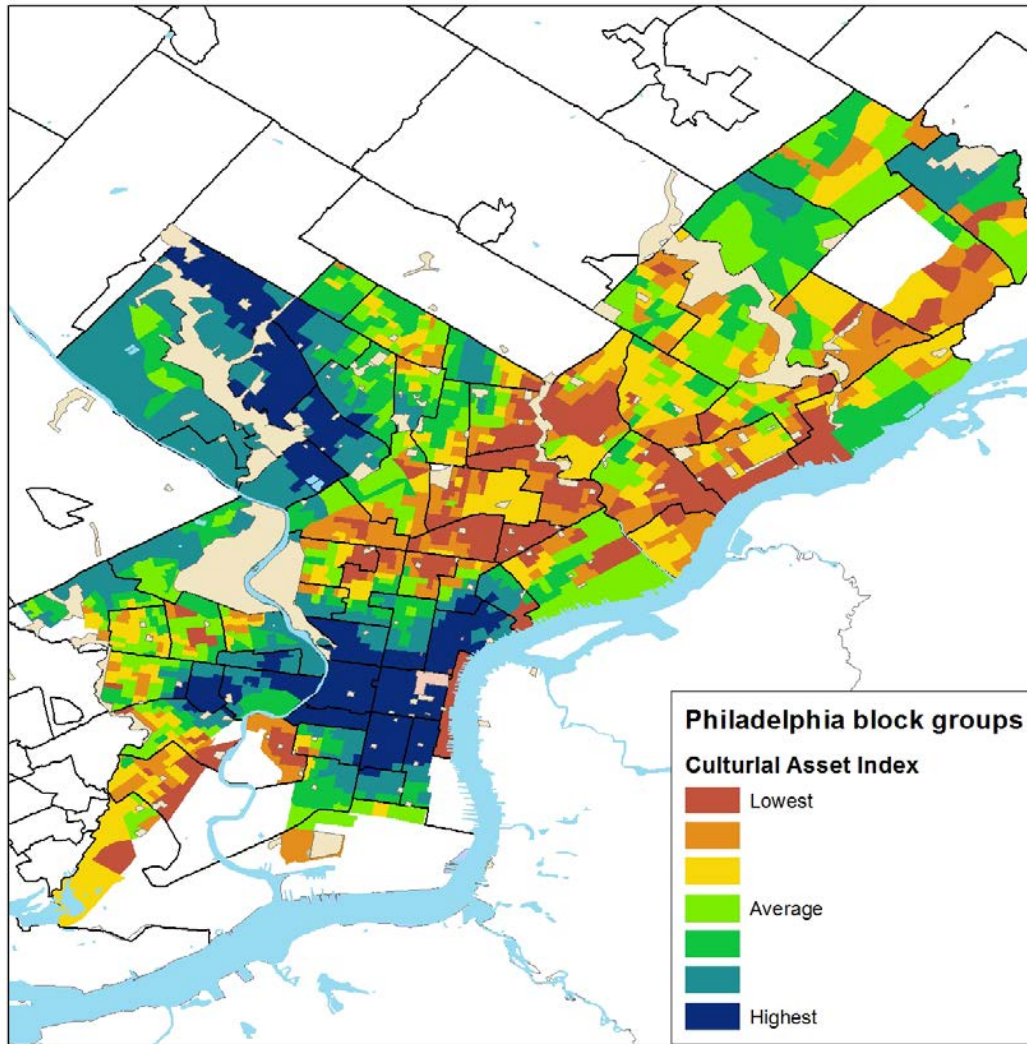 Philadelphia block groups
Culturlal Asset Index
Lowest
Average
Highest